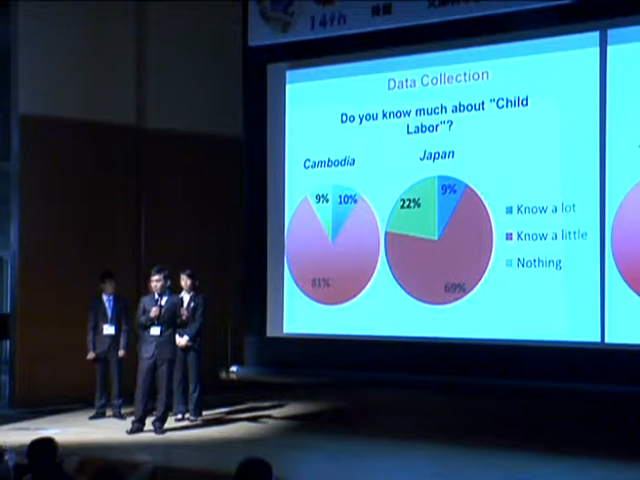 14th
Data Collection
Do you know much about "Child
Labor"?
Cambodia
Japan
9%
10%
81%
22%
9%
69%
Know a lot
Know a little
Nothing